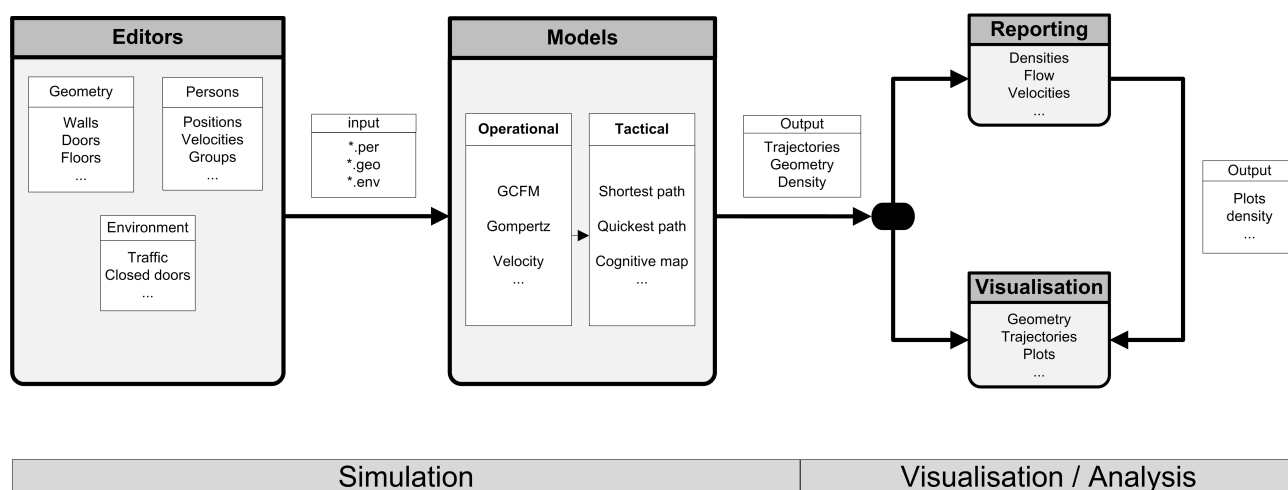 Editors
Geometry
Walls
Doors
Floors
...
Persons
Positions
Velocities
Groups
...
Environment
Traffic
Closed doors
...
input
*.per
*.geo
*.env
Models
Operational
GCFM
Gompertz
Velocity
...
Tactical
Shortest path
Quickest path
Cognitive map
...
Output
Trajectories
Geometry
Density
Reporting
Densities
Flow
Velocities
...
Output
Plots
density
...
Visualisation
Geometry
Trajectories
Plots
...
Simulation
Visualisation / Analysis